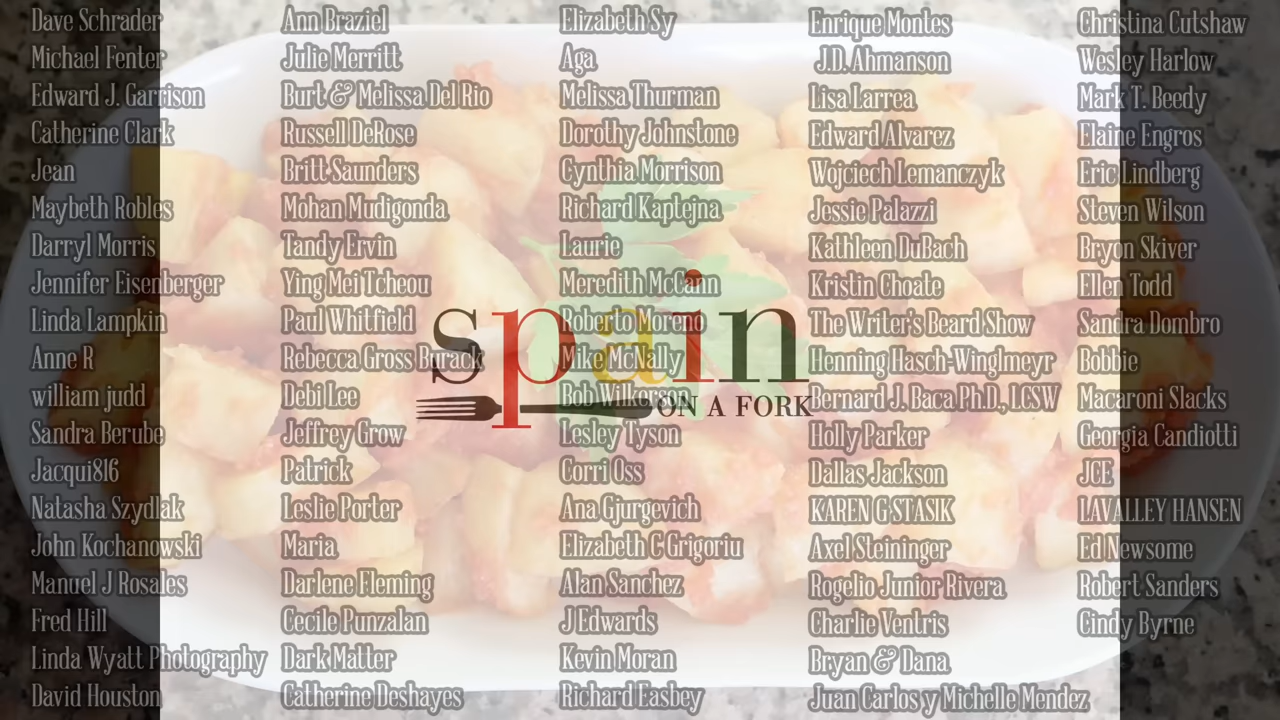 Dave Schrader
Michael Fenter
Edward J. Garrison
Catherine Clark
Jean
Maybeth Robles
Darryl Morris
Jennifer Eisenberger
Linda Lampkin
Anne R
william judd
Sandra Berube
Jacqui816
Natasha Szydlak
John Kochanowski
Manuel J Rosales
Fred Hill
Linda Wyatt Photography
David Houston
Ann Braziel
Julie Merritt
Burt & Melissa Del Rio
Russell DeRose
Britt Saunders
Mohan Mudigonda
Tandy Ervin
Ying Mei Tcheou
Paul Whitfield
Rebecca Gross Burack
Debi Lee
Jeffrey Grow
Patrick
Leslie Porter
Maria
Darlene Fleming
Cecile Punzalan
Dark Matter
Catherine Deshayes
Elizabeth Sy
Aga
Melissa Thurman
Dorothy Johnstone
Cynthia Morrison
Richard Kaptejna
Laurie
Meredith McCain
Roberto Moreno
Mike McNally
Bob Wilkerson
Lesley Tyson
Corri Oss
Ana Gjurgevich
Elizabeth C Grigoriu
Alan Sanchez
J Edwards
Kevin Moran
Richard Easbey
spain
ON A FORK
Enrique Montes
J.D. Ahmanson
Lisa Larrea
Edward Alvarez
Wojciech Lemanczyk
Jessie Palazzi
Kathleen DuBach
Kristin Choate
The Writer's Beard Show
Henning Hasch-Winglmeyr
Bernard J. Baca Ph.D., LCSW
Holly Parker
Dallas Jackson
KAREN G STASIK
Axel Steininger
Rogelio Junior Rivera
Charlie Ventris
Bryan & Dana
Juan Carlos y Michelle Mendez
Christina Cutshaw
Wesley Harlow
Mark T. Beedy
Elaine Engros
Eric Lindberg
Steven Wilson
Bryon Skiver
Ellen Todd
Sandra Dombro
Bobbie
Macaroni Slacks
Georgia Candiotti
JCE
LAVALLEY HANSEN
Ed Newsome
Robert Sanders
Cindy Byrne